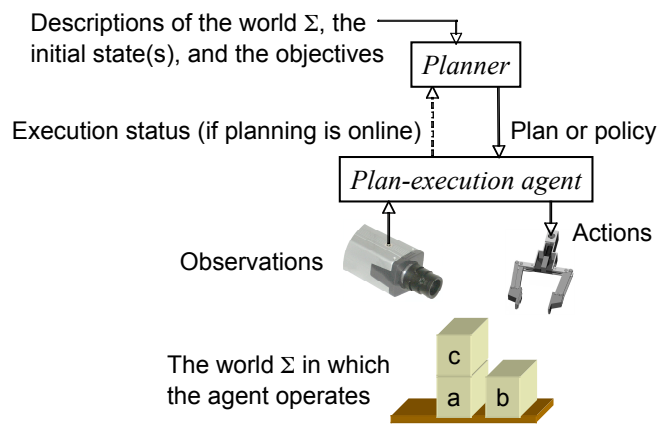 Descriptions of the world Σ, the
initial state(s), and the objectives
Planner
Execution status (if planning is online)
Plan or policy
Plan-execution agent
Actions
Observations
The world Σ in which
the agent operates
c
a
b